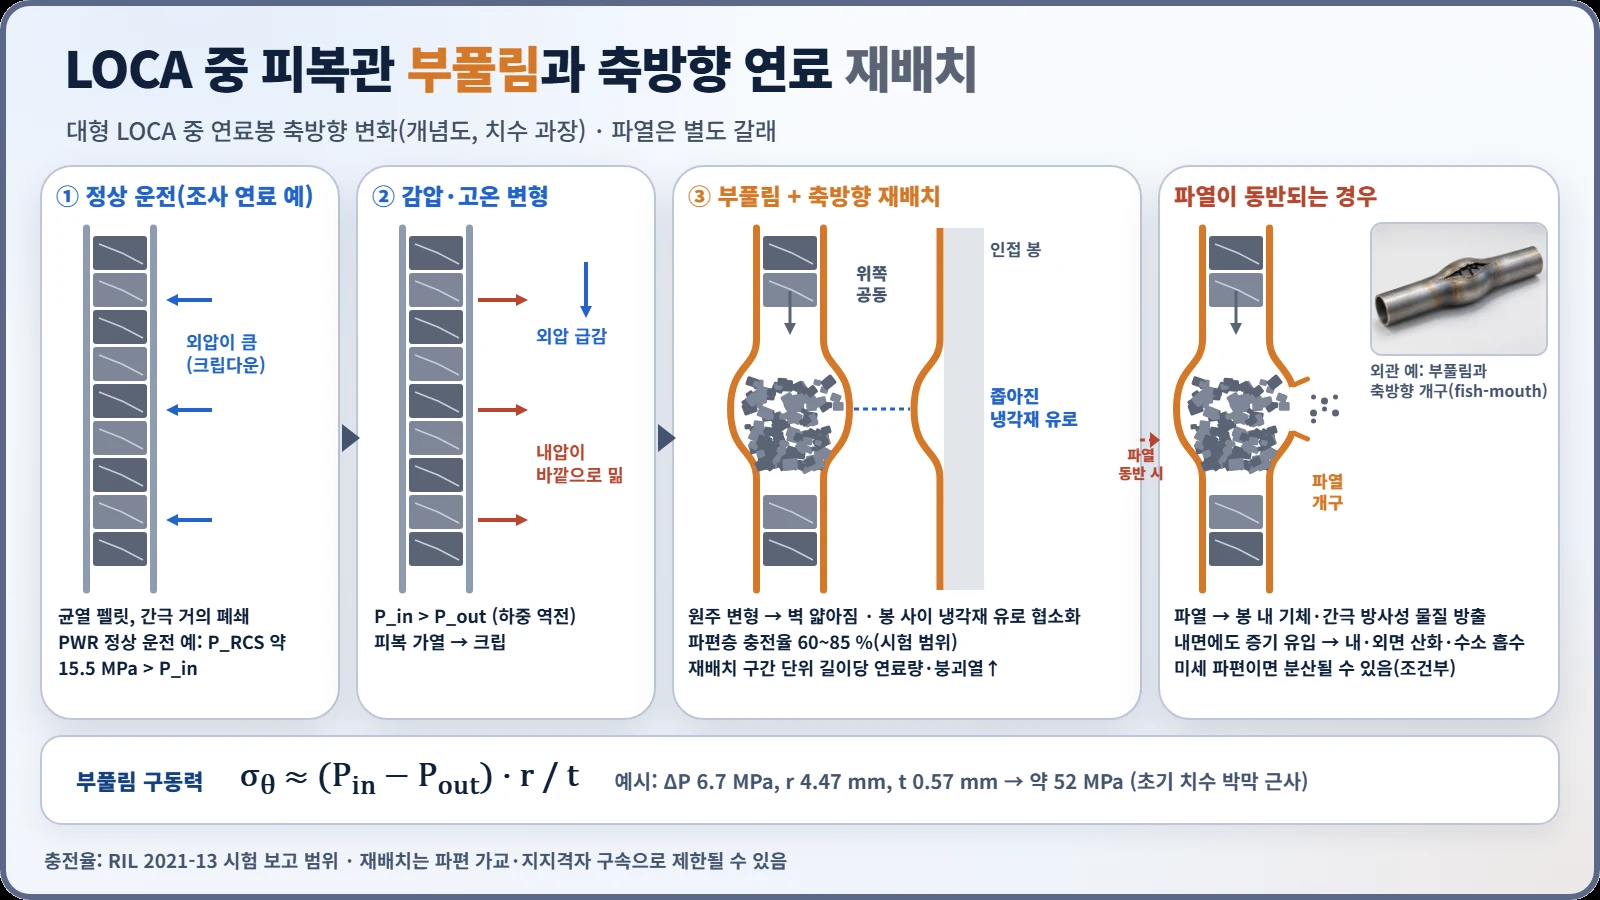 LOCA 중 피복관 부풀림과 축방향 연료 재배치
대형 LOCA 중 연료봉 축방향 변화(개념도, 치수 과장) · 파열은 별도 갈래
① 정상 운전(조사 연료 예)
외압이 큼
(크립다운)
균열 펠릿, 간극 거의 폐쇄
PWR 정상 운전 예: P_RCS 약
15.5 MPa > P_in
② 감압·고온 변형
외압 급감
내압이
바깥으로 밂
P_in > P_out (하중 역전)
피복 가열 → 크립
③ 부풀림 + 축방향 재배치
위쪽
공동
인접 봉
좁아진
냉각재 유로
원주 변형 → 벽 얇아짐 · 봉 사이 냉각재 유로 협소화
파편층 충전율 60~85 %(시험 범위)
재배치 구간 단위 길이당 연료량·붕괴열↑
파열
동반 시
파열이 동반되는 경우
외관 예: 부풀림과
축방향 개구(fish-mouth)
파열
개구
파열 → 봉 내 기체·간극 방사성 물질 방출
내면에도 증기 유입 → 내·외면 산화·수소 흡수
미세 파편이면 분산될 수 있음(조건부)
부풀림 구동력
σθ ≈ (Pin − Pout) · r / t
예시: ΔP 6.7 MPa, r 4.47 mm, t 0.57 mm → 약 52 MPa (초기 치수 박막 근사)
충전율: RIL 2021-13 시험 보고 범위 · 재배치는 파편 가교·지지격자 구속으로 제한될 수 있음